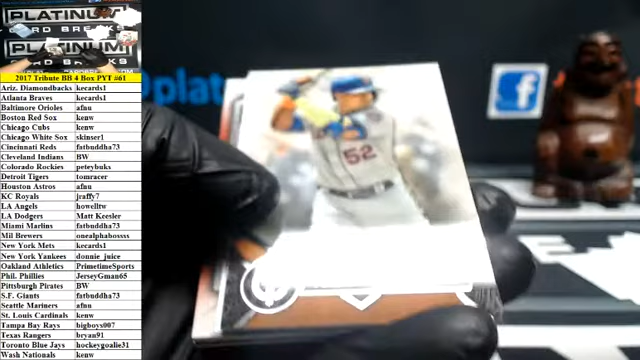 PLATINUM
CARD BREAKS
PLATINUM
CARD BREAKS
2017 Tribute BB 4 Box PYT #61
Ariz. Diamondbacks kecards1
Atlanta Braves kecards1
Baltimore Orioles afnu
Boston Red Sox kenw
Chicago Cubs kenw
Chicago White Sox skinser1
Cincinnati Reds fatbuddha73
Cleveland Indians BW
Colorado Rockies peteybuks
Detroit Tigers tomracer
Houston Astros afnu
KC Royals jraffy7
LA Angels howelltw
LA Dodgers Matt Keesler
Miami Marlins fatbuddha73
Mil Brewers onealphabossss
New York Mets kecards1
New York Yankees donnie_juice
Oakland Athletics PrimetimeSports
Phil. Phillies JerseyGman65
Pittsburgh Pirates BW
S.F. Giants fatbuddha73
Seattle Mariners afnu
St. Louis Cardinals kenw
Tampa Bay Rays bigboys007
Texas Rangers bryan91
Toronto Blue Jays hockeygoalie31
Wash Nationals kenw
@plat
52
f